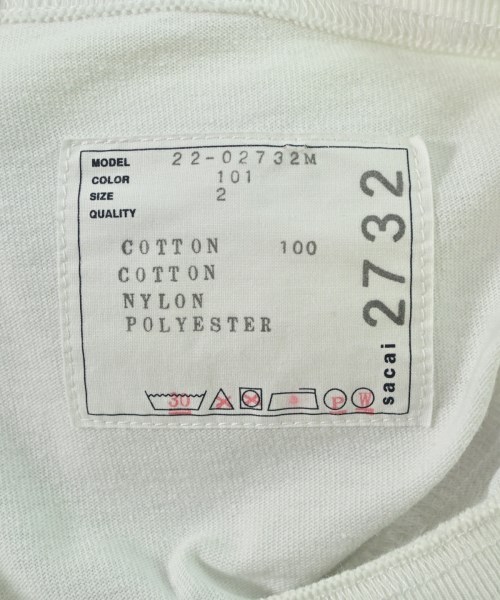 MODEL 22-02732M
COLOR 101
SIZE 2
QUALITY
COTTON 100
COTTON
NYLON
POLYESTER
30 P W
sacai 2732